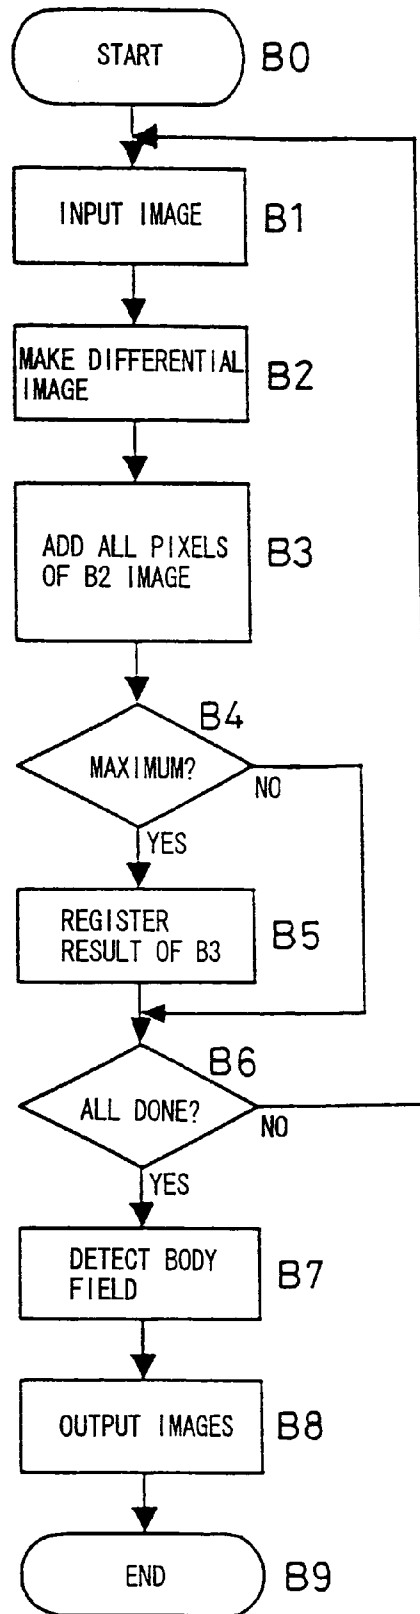 START B0
INPUT IMAGE B1
MAKE DIFFERENTIAL
IMAGE
B2
ADD ALL PIXELS
OF B2 IMAGE
B3
B4
MAXIMUM?
NO
YES
REGISTER
RESULT OF B3
B5
B6
ALL DONE?
NO
YES
DETECT BODY
FIELD
B7
OUTPUT IMAGES B8
END B9